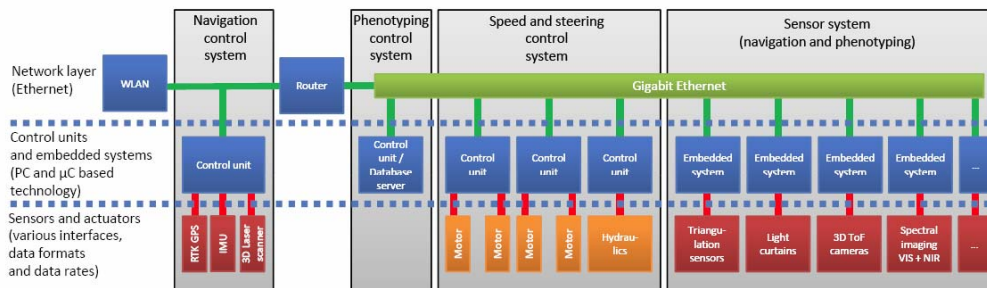 Navigation
control
system
Phenotyping
control
system
Speed and steering
control
system
Sensor system
(navigation and phenotyping)
Network layer
(Ethernet)
WLAN
Router
Gigabit Ethernet
Control units
and embedded systems
(PC and µC based
technology)
Control unit
Control
unit /
Database
server
Control
unit
Control
unit
Control
unit
Embedded
system
Embedded
system
Embedded
system
Embedded
system
...
Sensors and actuators
(various interfaces,
data formats
and data rates)
RTK GPS
IMU
3D Laser
scanner
Motor
Motor
Motor
Motor
Hydrau-
lics
Triangu-
lation
sensors
Light
curtains
3D ToF
cameras
Spectral
imaging
VIS + NIR
...